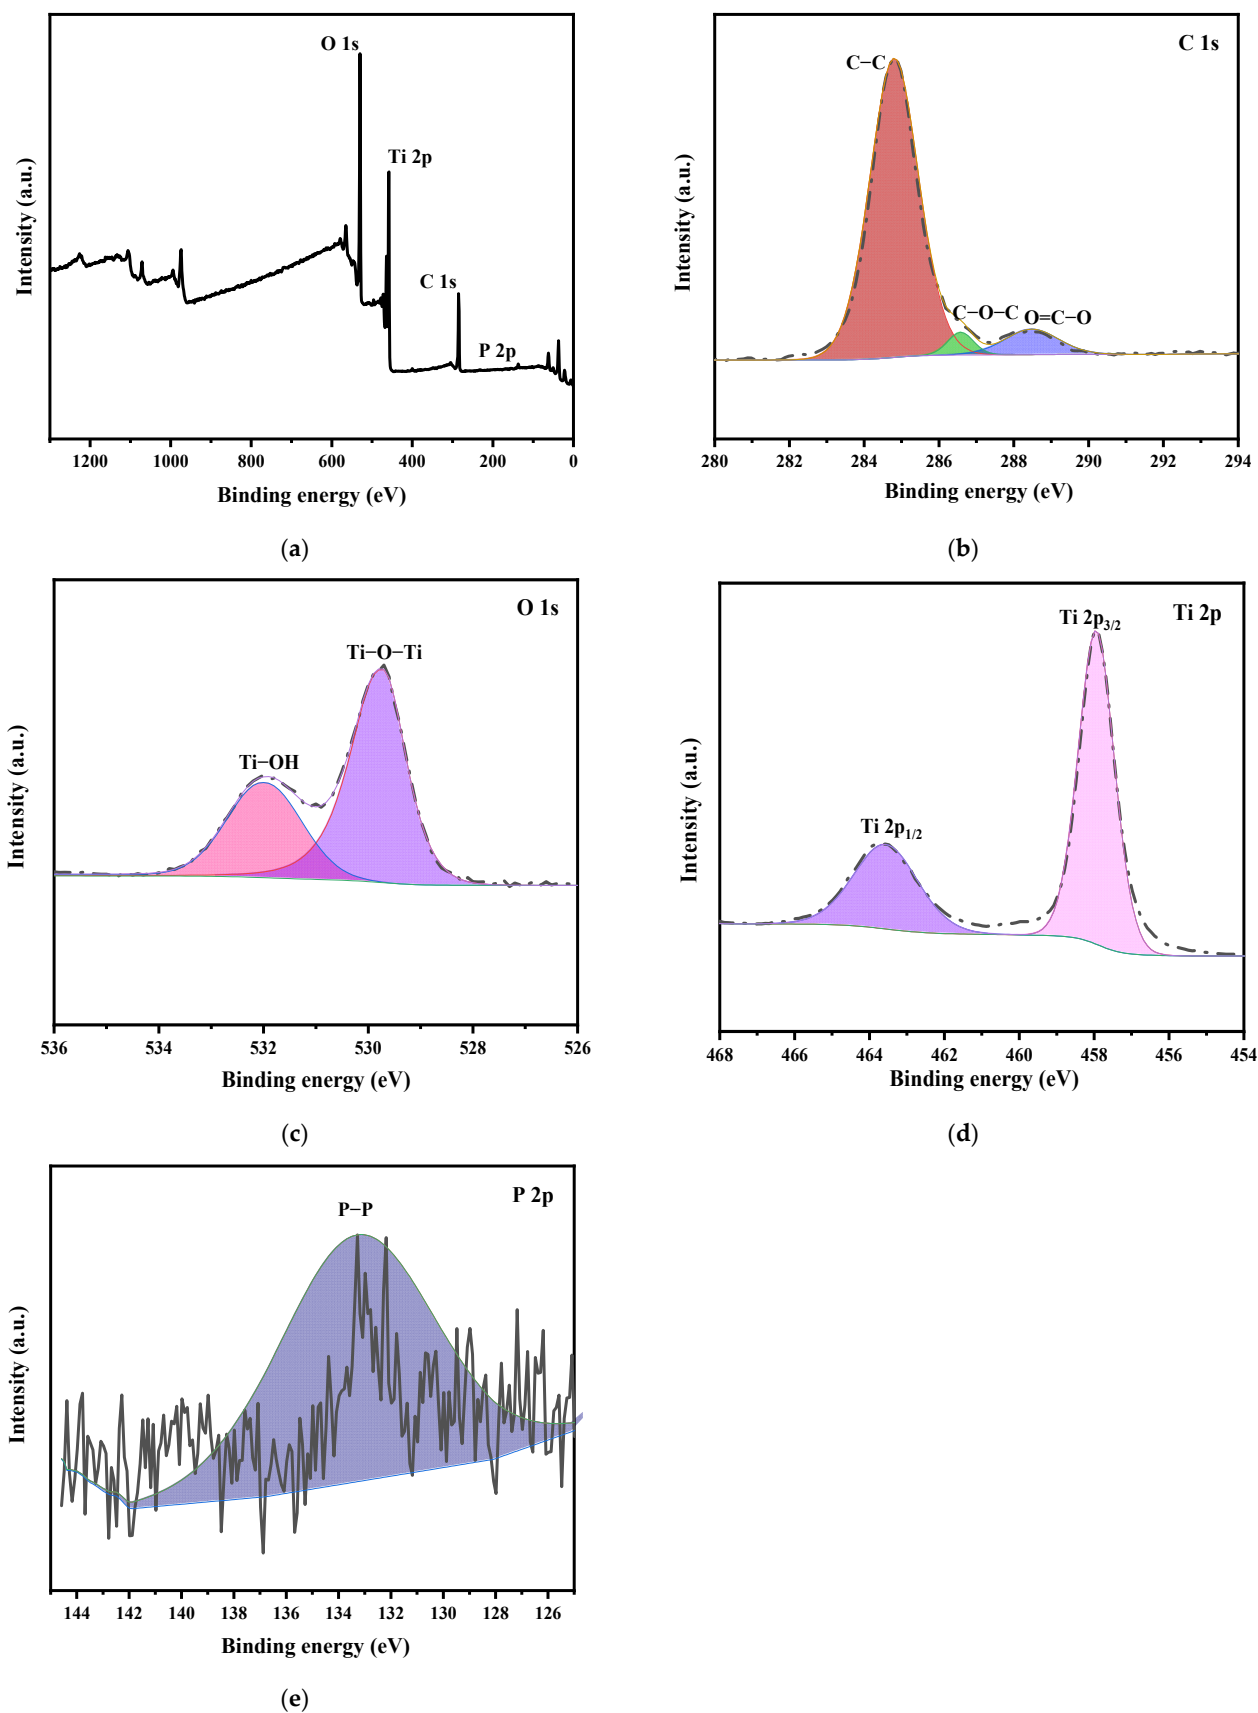 O 1s
Ti 2p
C 1s
P 2p
Intensity (a.u.)
1200 1000 800 600 400 200 0
Binding energy (eV)
(a)
C 1s
C−C
C−O−C
O=C−O
Intensity (a.u.)
280 282 284 286 288 290 292 294
Binding energy (eV)
(b)
O 1s
Ti−O−Ti
Ti−OH
Intensity (a.u.)
536 534 532 530 528 526
Binding energy (eV)
(c)
Ti 2p
Ti 2p3/2
Ti 2p1/2
Intensity (a.u.)
468 466 464 462 460 458 456 454
Binding energy (eV)
(d)
P 2p
P−P
Intensity (a.u.)
144 142 140 138 136 134 132 130 128 126
Binding energy (eV)
(e)